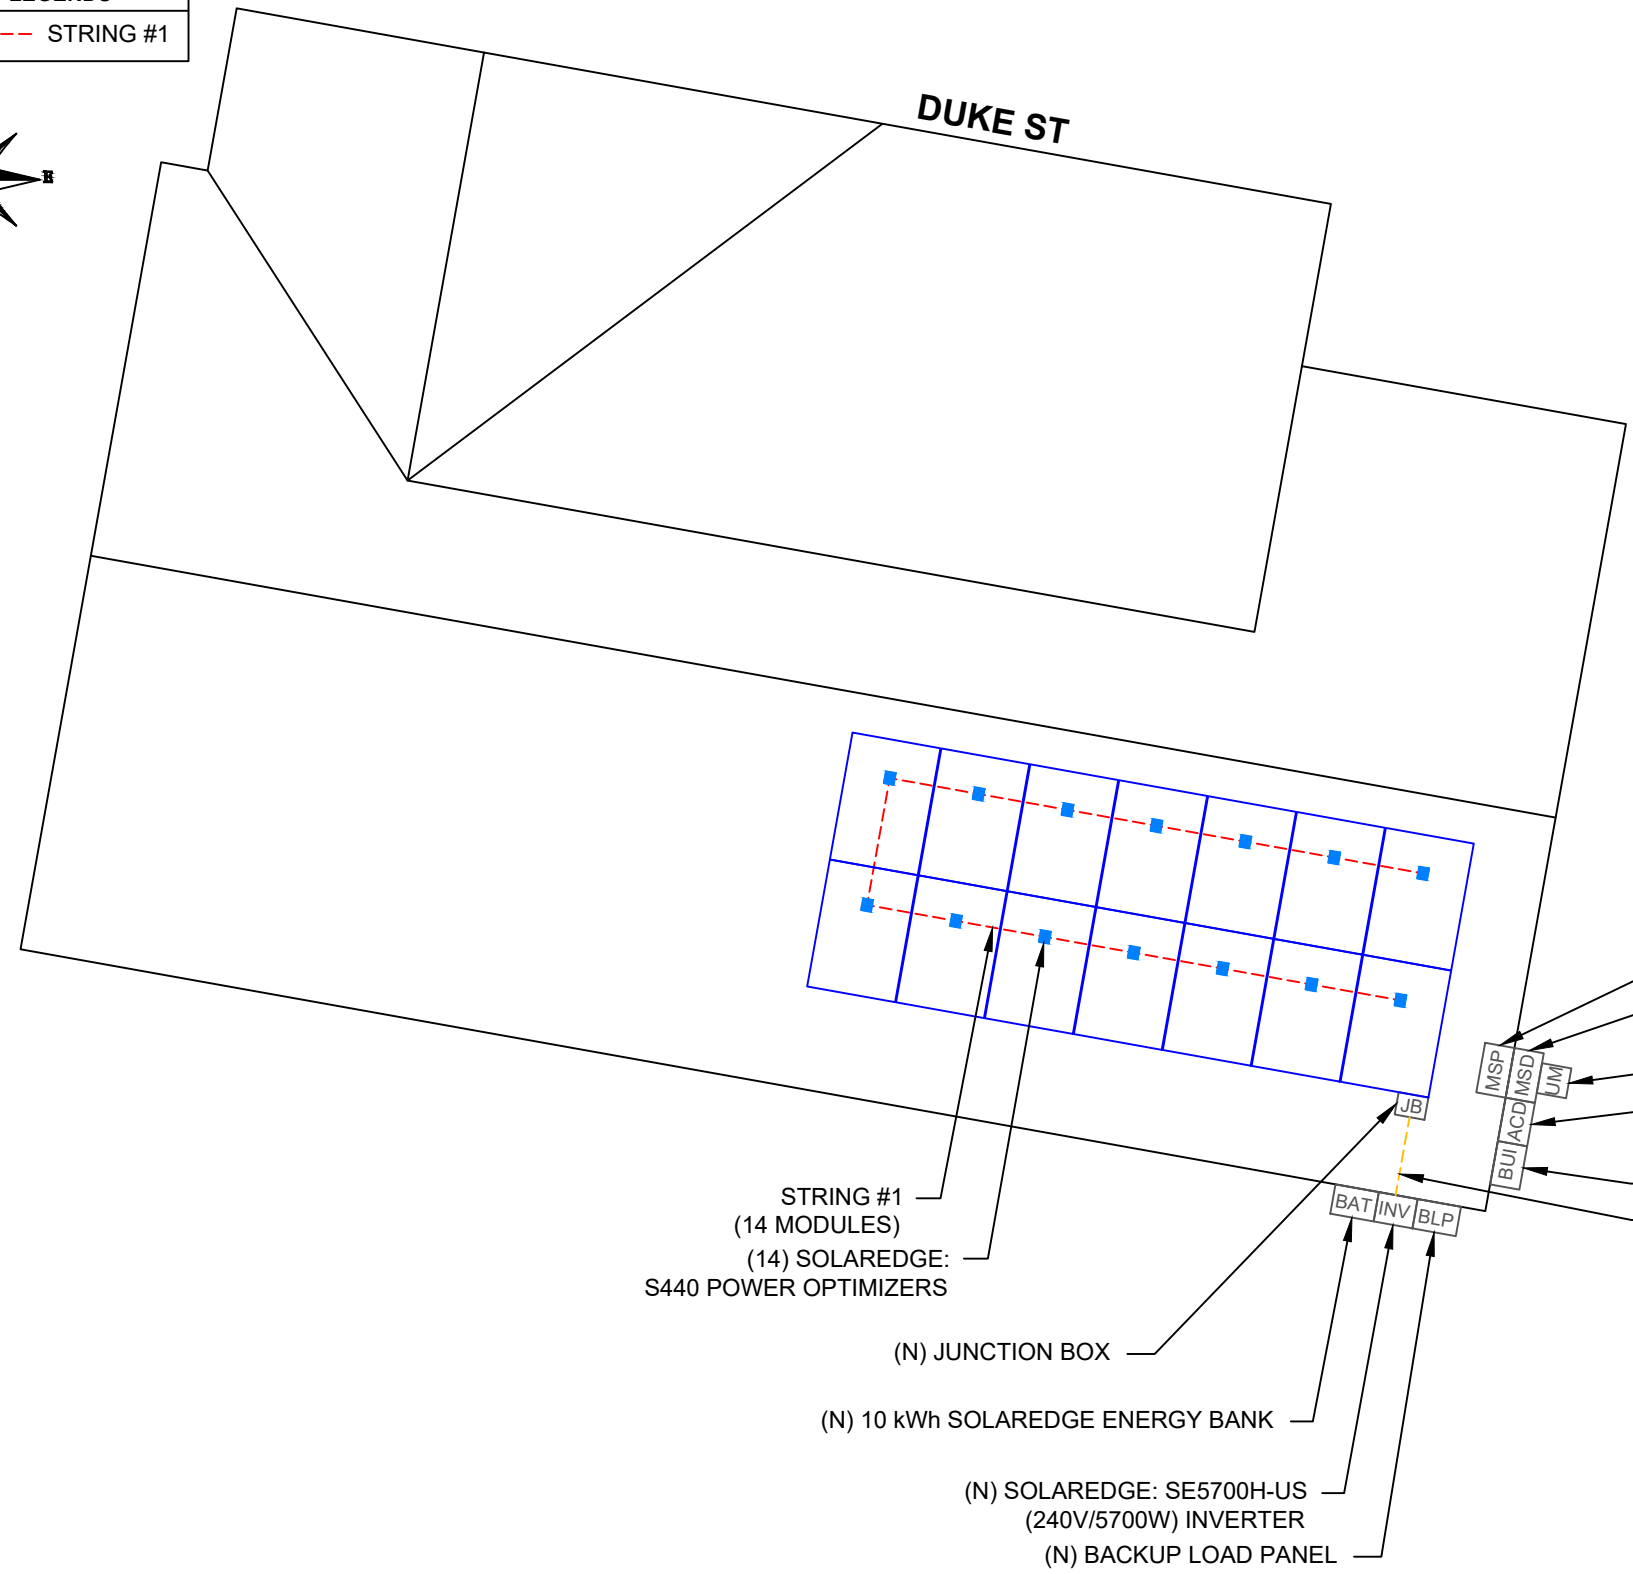 LEGENDS
STRING #1
DUKE ST
MSP
MSD
UM
ACD
BUI
JB
BAT
INV
BLP
STRING #1
(14 MODULES)
(14) SOLAREDGE:
S440 POWER OPTIMIZERS
(N) JUNCTION BOX
(N) 10 kWh SOLAREDGE ENERGY BANK
(N) SOLAREDGE: SE5700H-US
(240V/5700W) INVERTER
(N) BACKUP LOAD PANEL